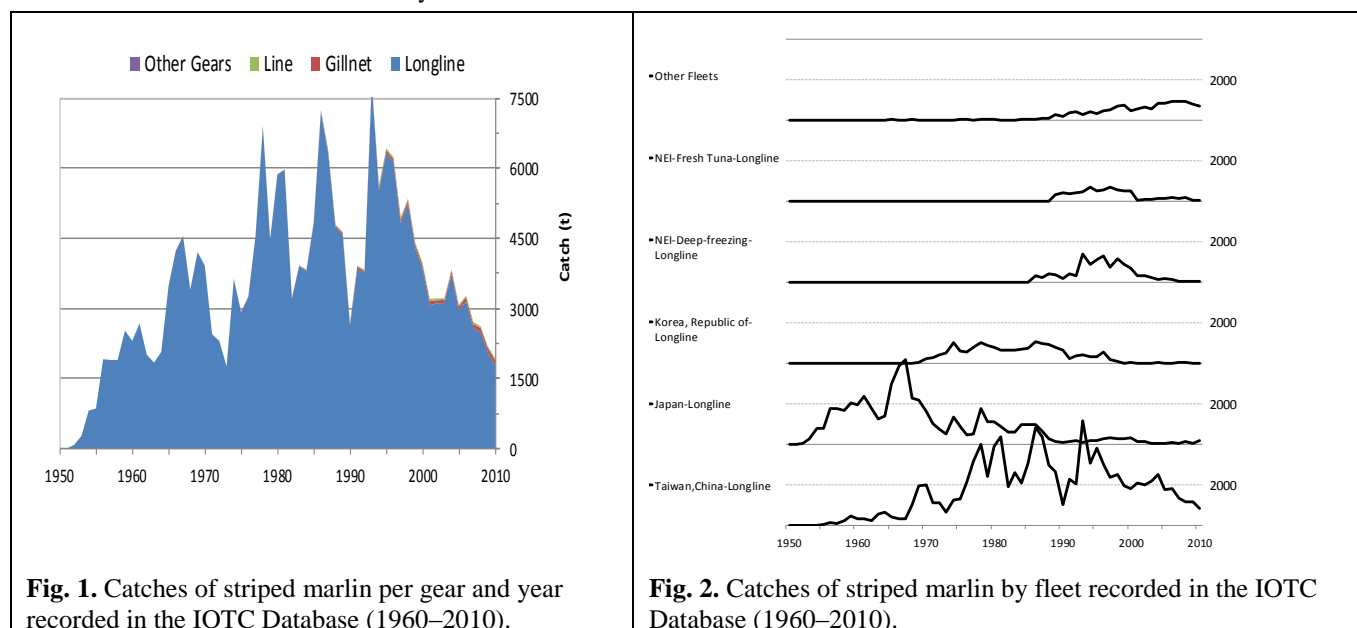 Other Gears Line Gillnet Longline
7500
6000
4500
3000
1500
0
Catch (t)
1950 1960 1970 1980 1990 2000 2010
Fig. 1. Catches of striped marlin per gear and year
recorded in the IOTC Database (1960–2010).
Other Fleets
2000
NEI-Fresh Tuna-Longline
2000
NEI-Deep-freezing-
Longline
2000
Korea, Republic of-
Longline
2000
Japan-Longline
2000
Taiwan,China-Longline
2000
1950 1960 1970 1980 1990 2000 2010
Fig. 2. Catches of striped marlin by fleet recorded in the IOTC
Database (1960–2010).